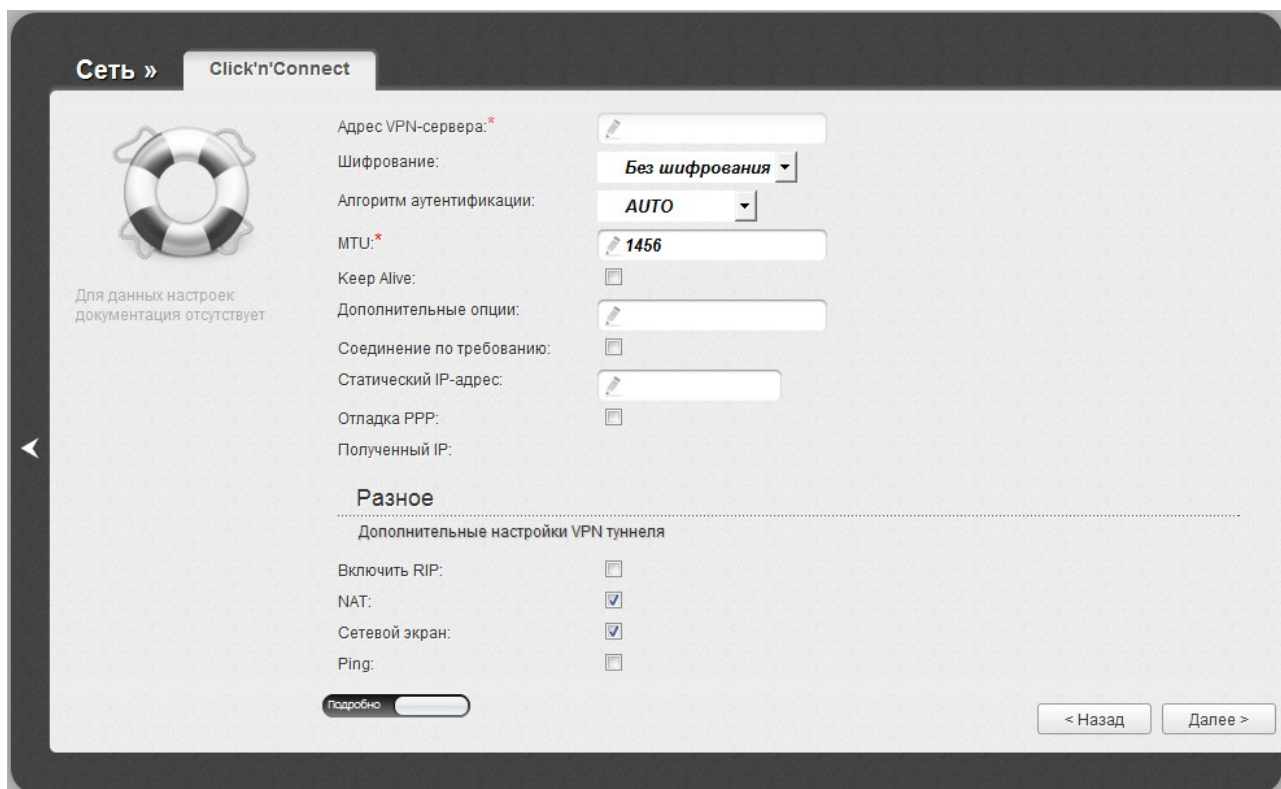 Сеть »
Click'n'Connect
Для данных настроек
документация отсутствует
Адрес VPN-сервера:*
Шифрование: Без шифрования
Алгоритм аутентификации: AUTO
MTU:* 1456
Keep Alive:
Дополнительные опции:
Соединение по требованию:
Статический IP-адрес:
Отладка PPP:
Полученный IP:
Разное
Дополнительные настройки VPN туннеля
Включить RIP:
NAT:
Сетевой экран:
Ping:
Подробно
< Назад
Далее >